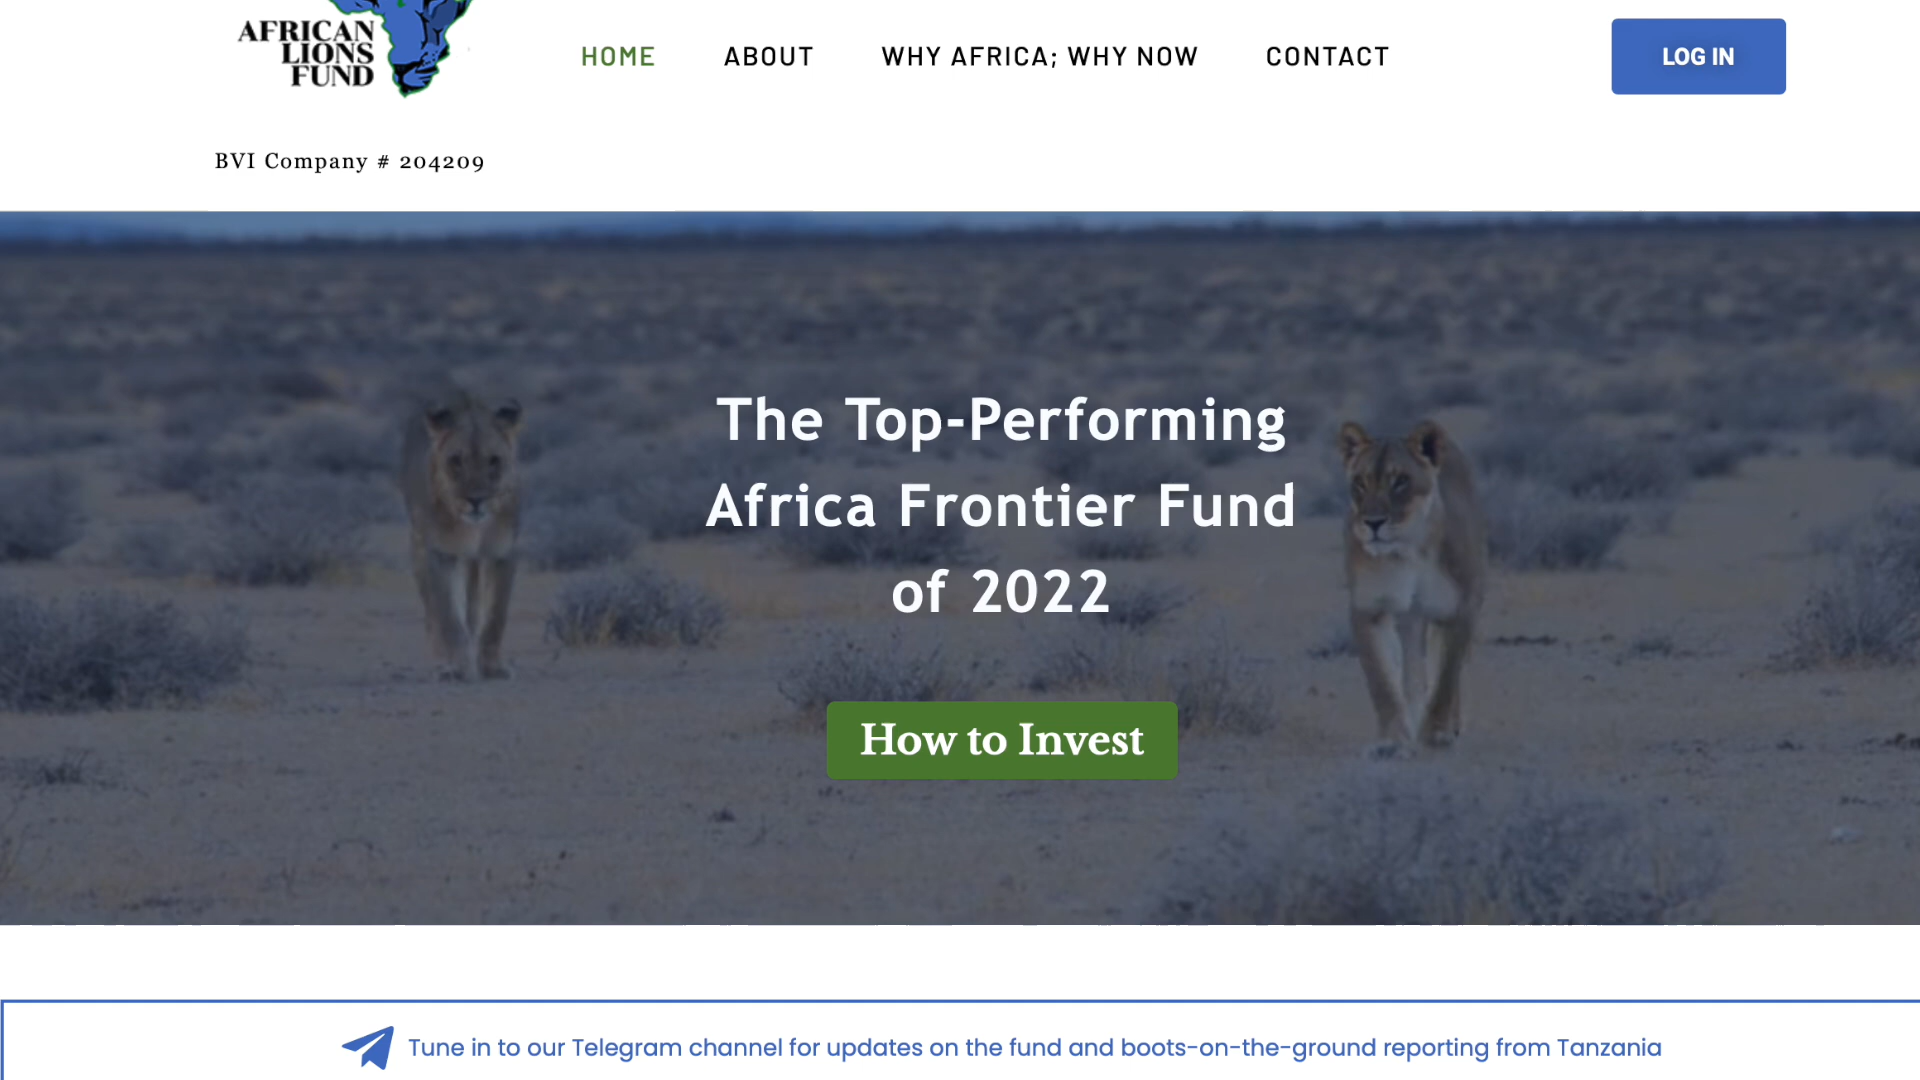 AFRICAN
LIONS
FUND
HOME
ABOUT
WHY AFRICA; WHY NOW
CONTACT
LOG IN
BVI Company # 204209
The Top-Performing
Africa Frontier Fund
of 2022
How to Invest
Tune in to our Telegram channel for updates on the fund and boots-on-the-ground reporting from Tanzania